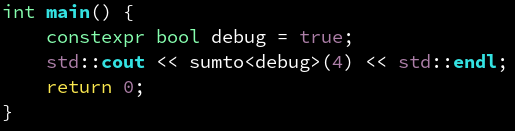 int main() {
    constexpr bool debug = true;
    std::cout << sumto<debug>(4) << std::endl;
    return 0;
}